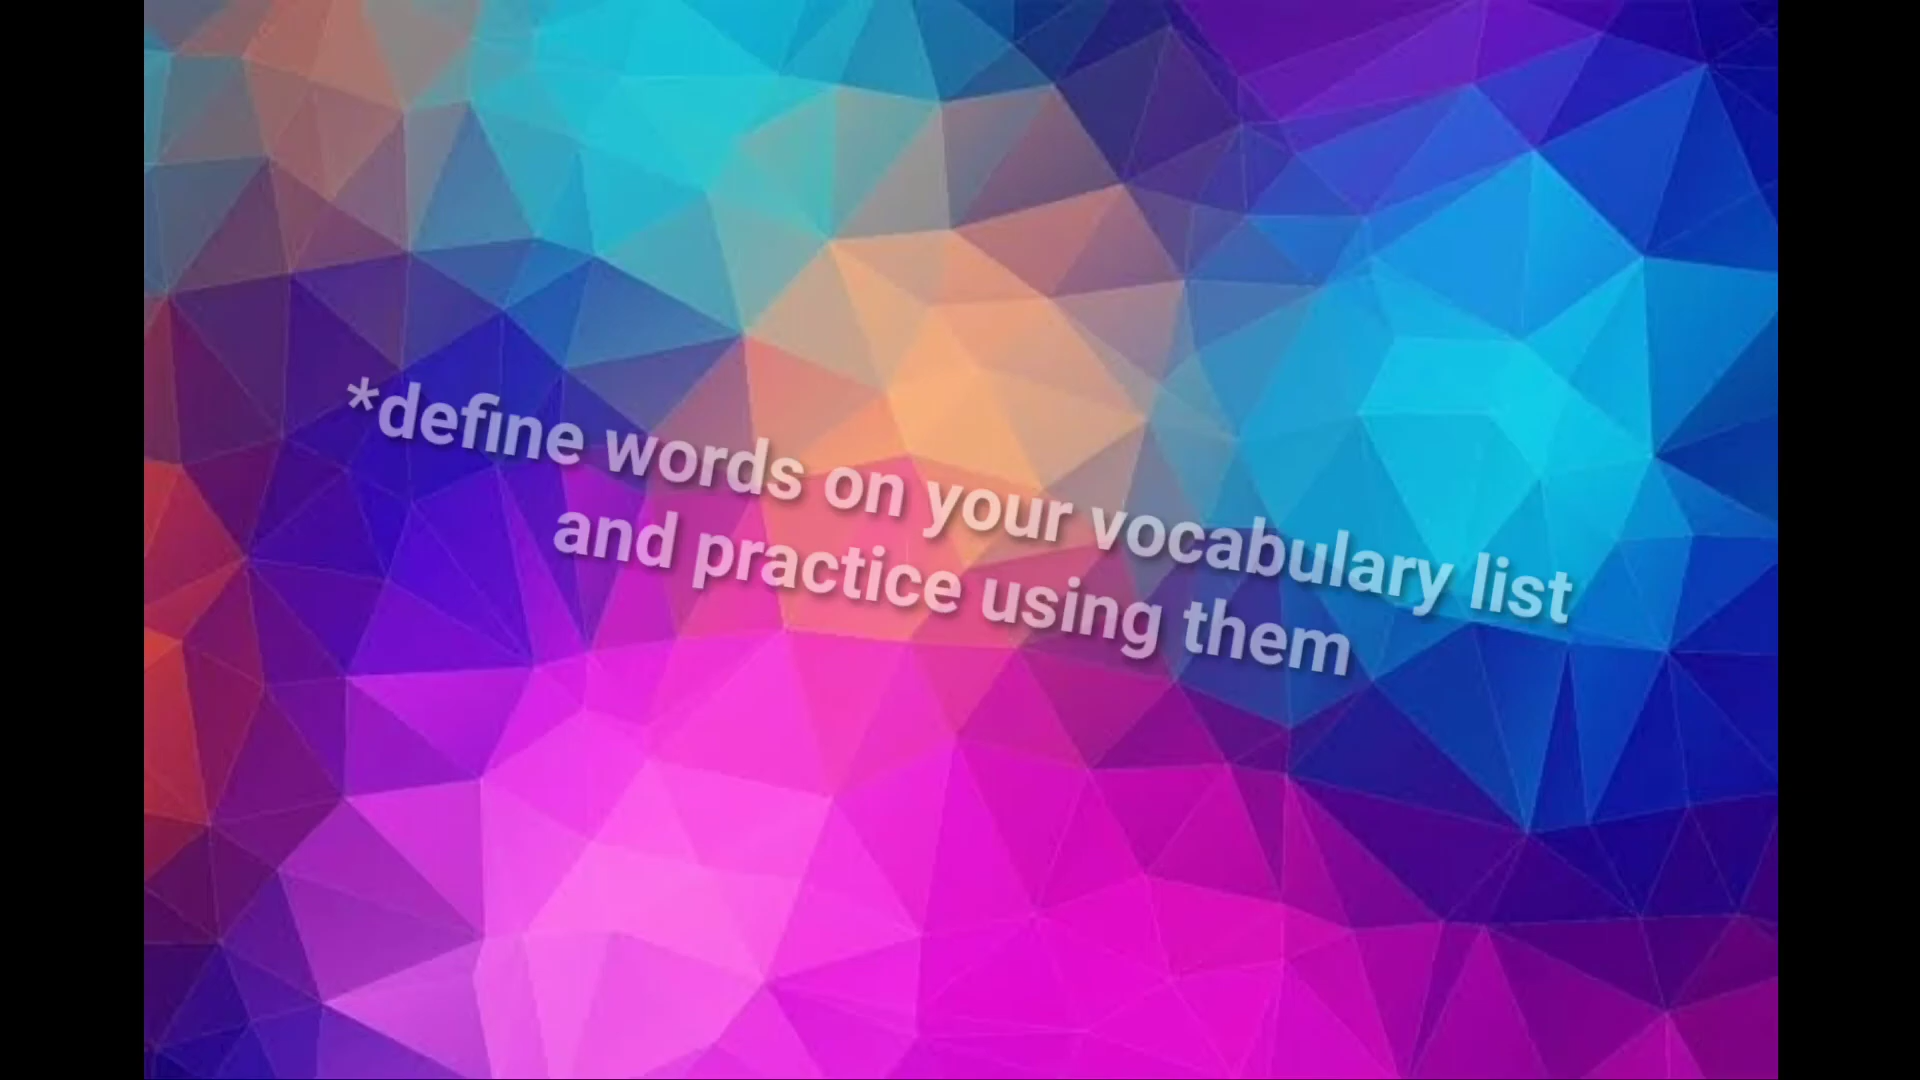 *define words on your vocabulary list
and practice using them